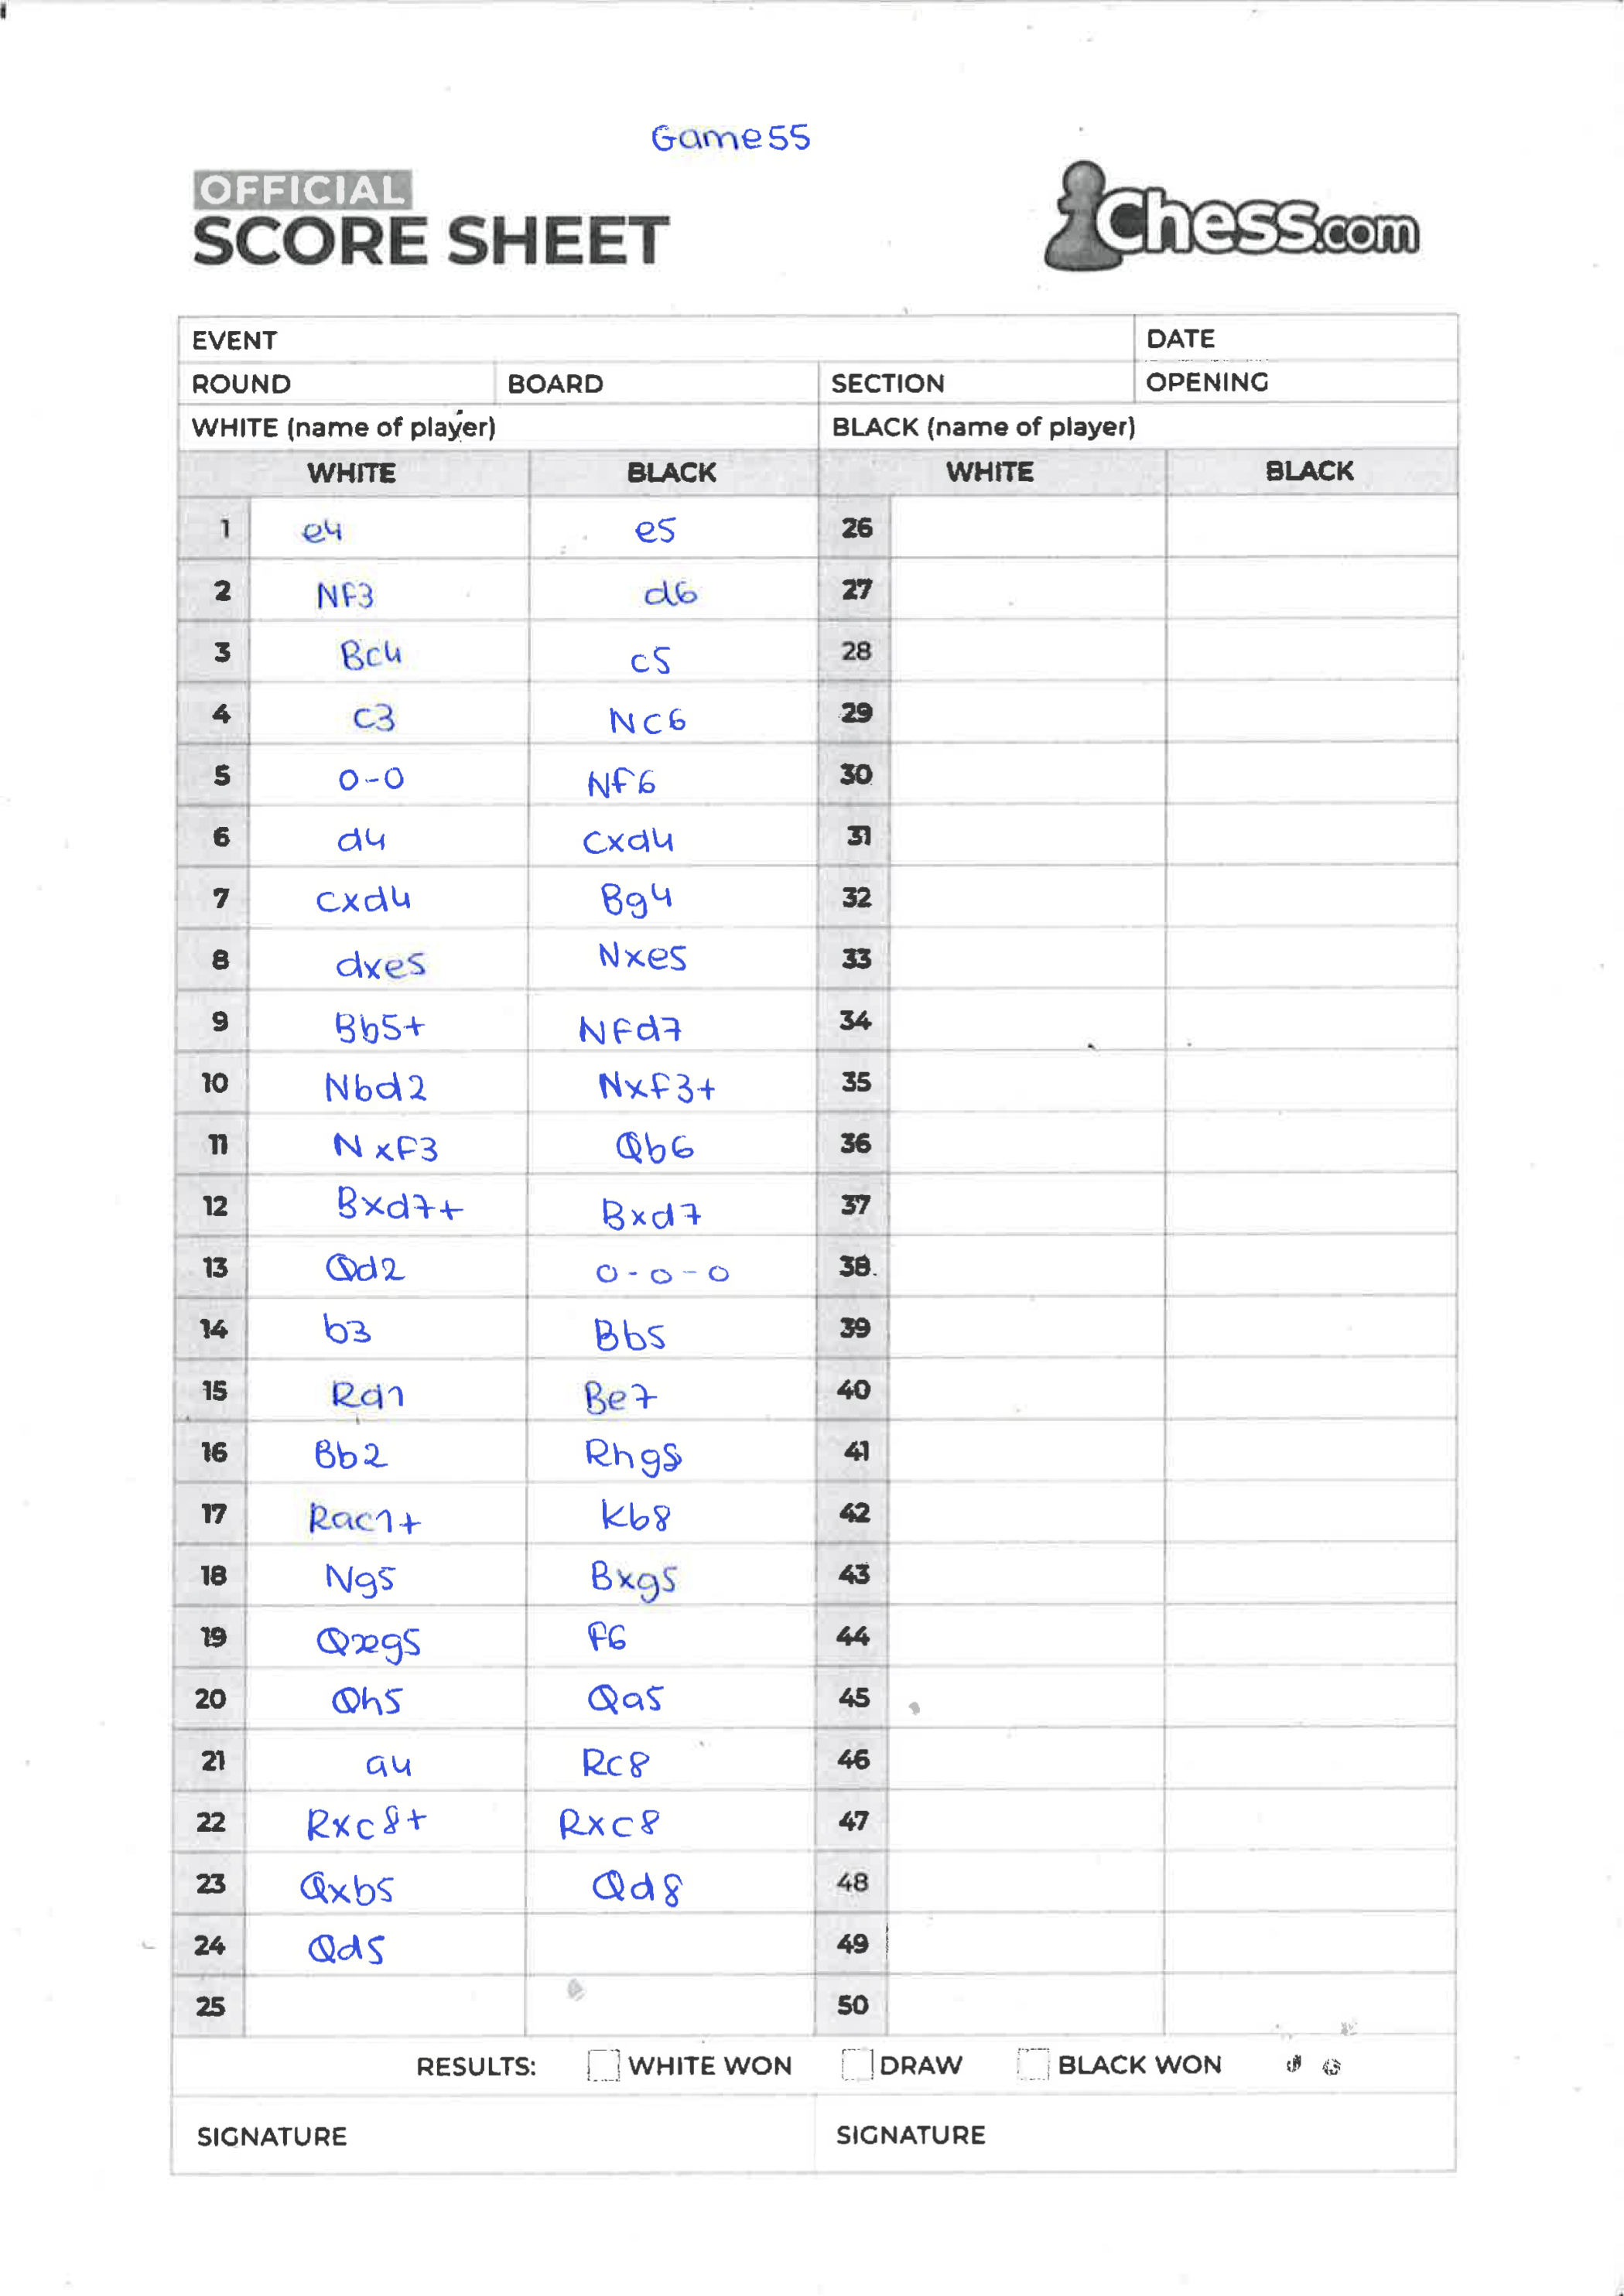 Game55
OFFICIAL
SCORE SHEET
Chess.com
EVENT DATE
ROUND BOARD SECTION OPENING
WHITE (name of player) BLACK (name of player)
WHITE BLACK WHITE BLACK
1 e4 e5 26
2 NF3 d6 27
3 Bc4 c5 28
4 c3 Nc6 29
5 0-0 NF6 30
6 d4 cxd4 31
7 cxd4 Bg4 32
8 dxe5 Nxe5 33
9 Bb5+ NFd7 34
10 Nbd2 NxF3+ 35
11 NxF3 Qb6 36
12 Bxd7+ Bxd7 37
13 Qd2 0-0-0 38
14 b3 Bb5 39
15 Rd1 Be7 40
16 Bb2 Rhg8 41
17 Rac1+ Kb8 42
18 Ng5 Bxg5 43
19 Qxg5 F6 44
20 Qh5 Qa5 45
21 a4 Rc8 46
22 Rxc8+ Rxc8 47
23 Qxb5 Qd8 48
24 Qd5 49
25 50
RESULTS: WHITE WON DRAW BLACK WON
SIGNATURE SIGNATURE